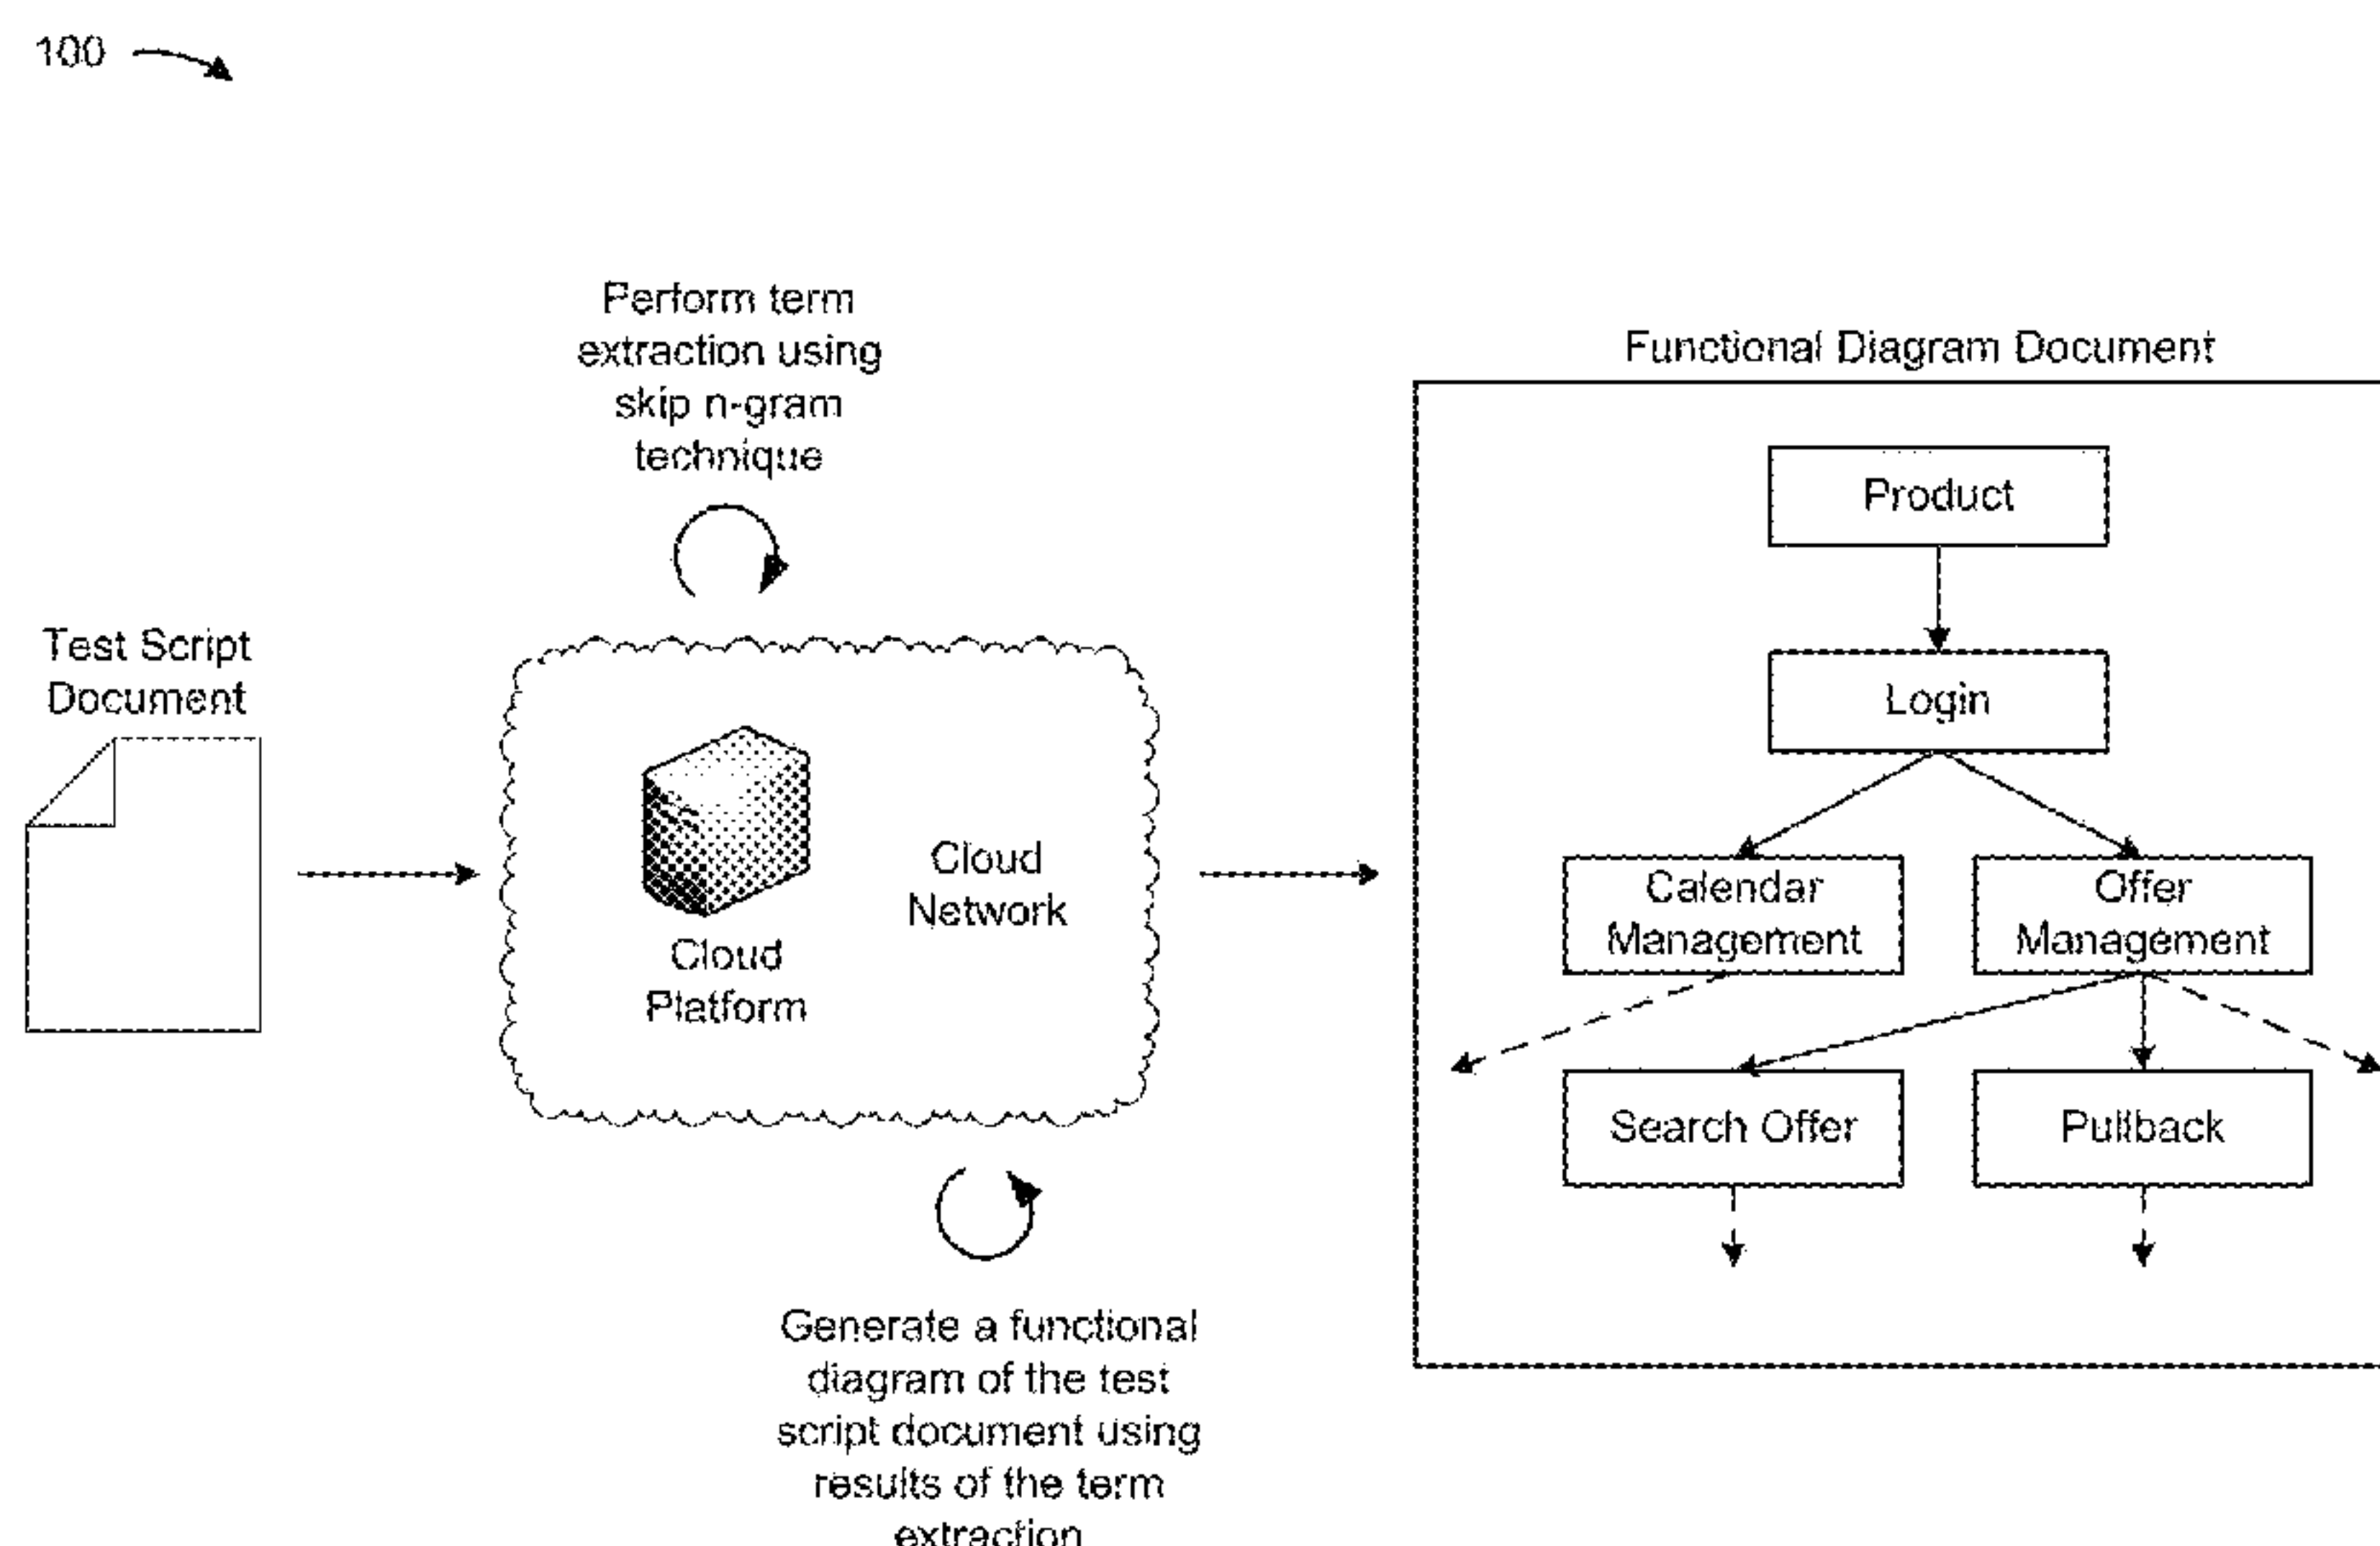 100
Perform term
extraction using
skip n-gram
technique
Test Script
Document
Cloud
Platform
Cloud
Network
Generate a functional
diagram of the test
script document using
results of the term
extraction
Functional Diagram Document
Product
Login
Calendar
Management
Offer
Management
Search Offer
Pullback